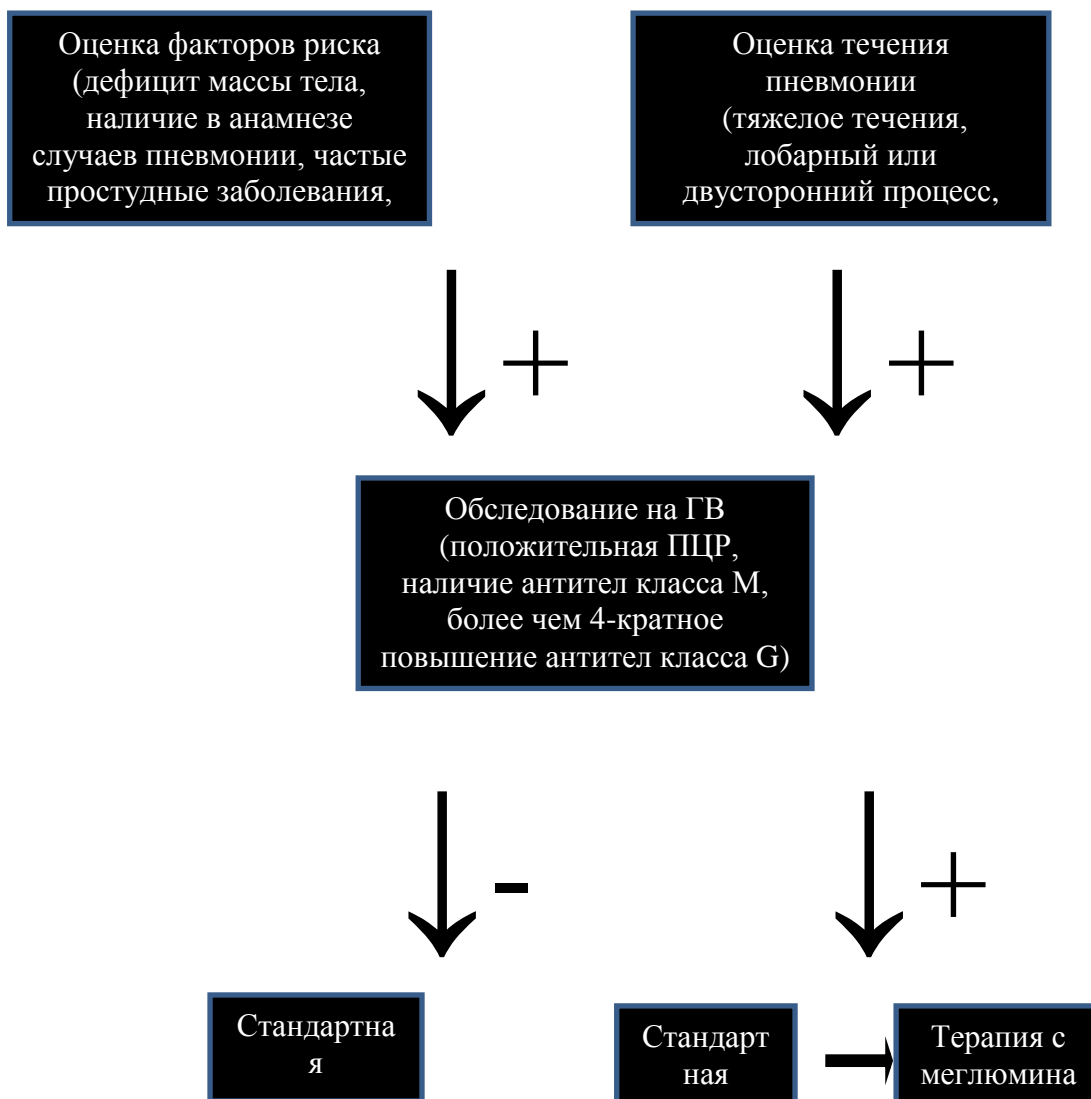 Оценка факторов риска
(дефицит массы тела,
наличие в анамнезе
случаев пневмонии, частые
простудные заболевания,
Оценка течения
пневмонии
(тяжелое течения,
лобарный или
двусторонний процесс,
+
+
Обследование на ГВ
(положительная ПЦР,
наличие антител класса М,
более чем 4-кратное
повышение антител класса G)
-
+
Стандартна
я
Стандарт
ная
Терапия с
меглюмина